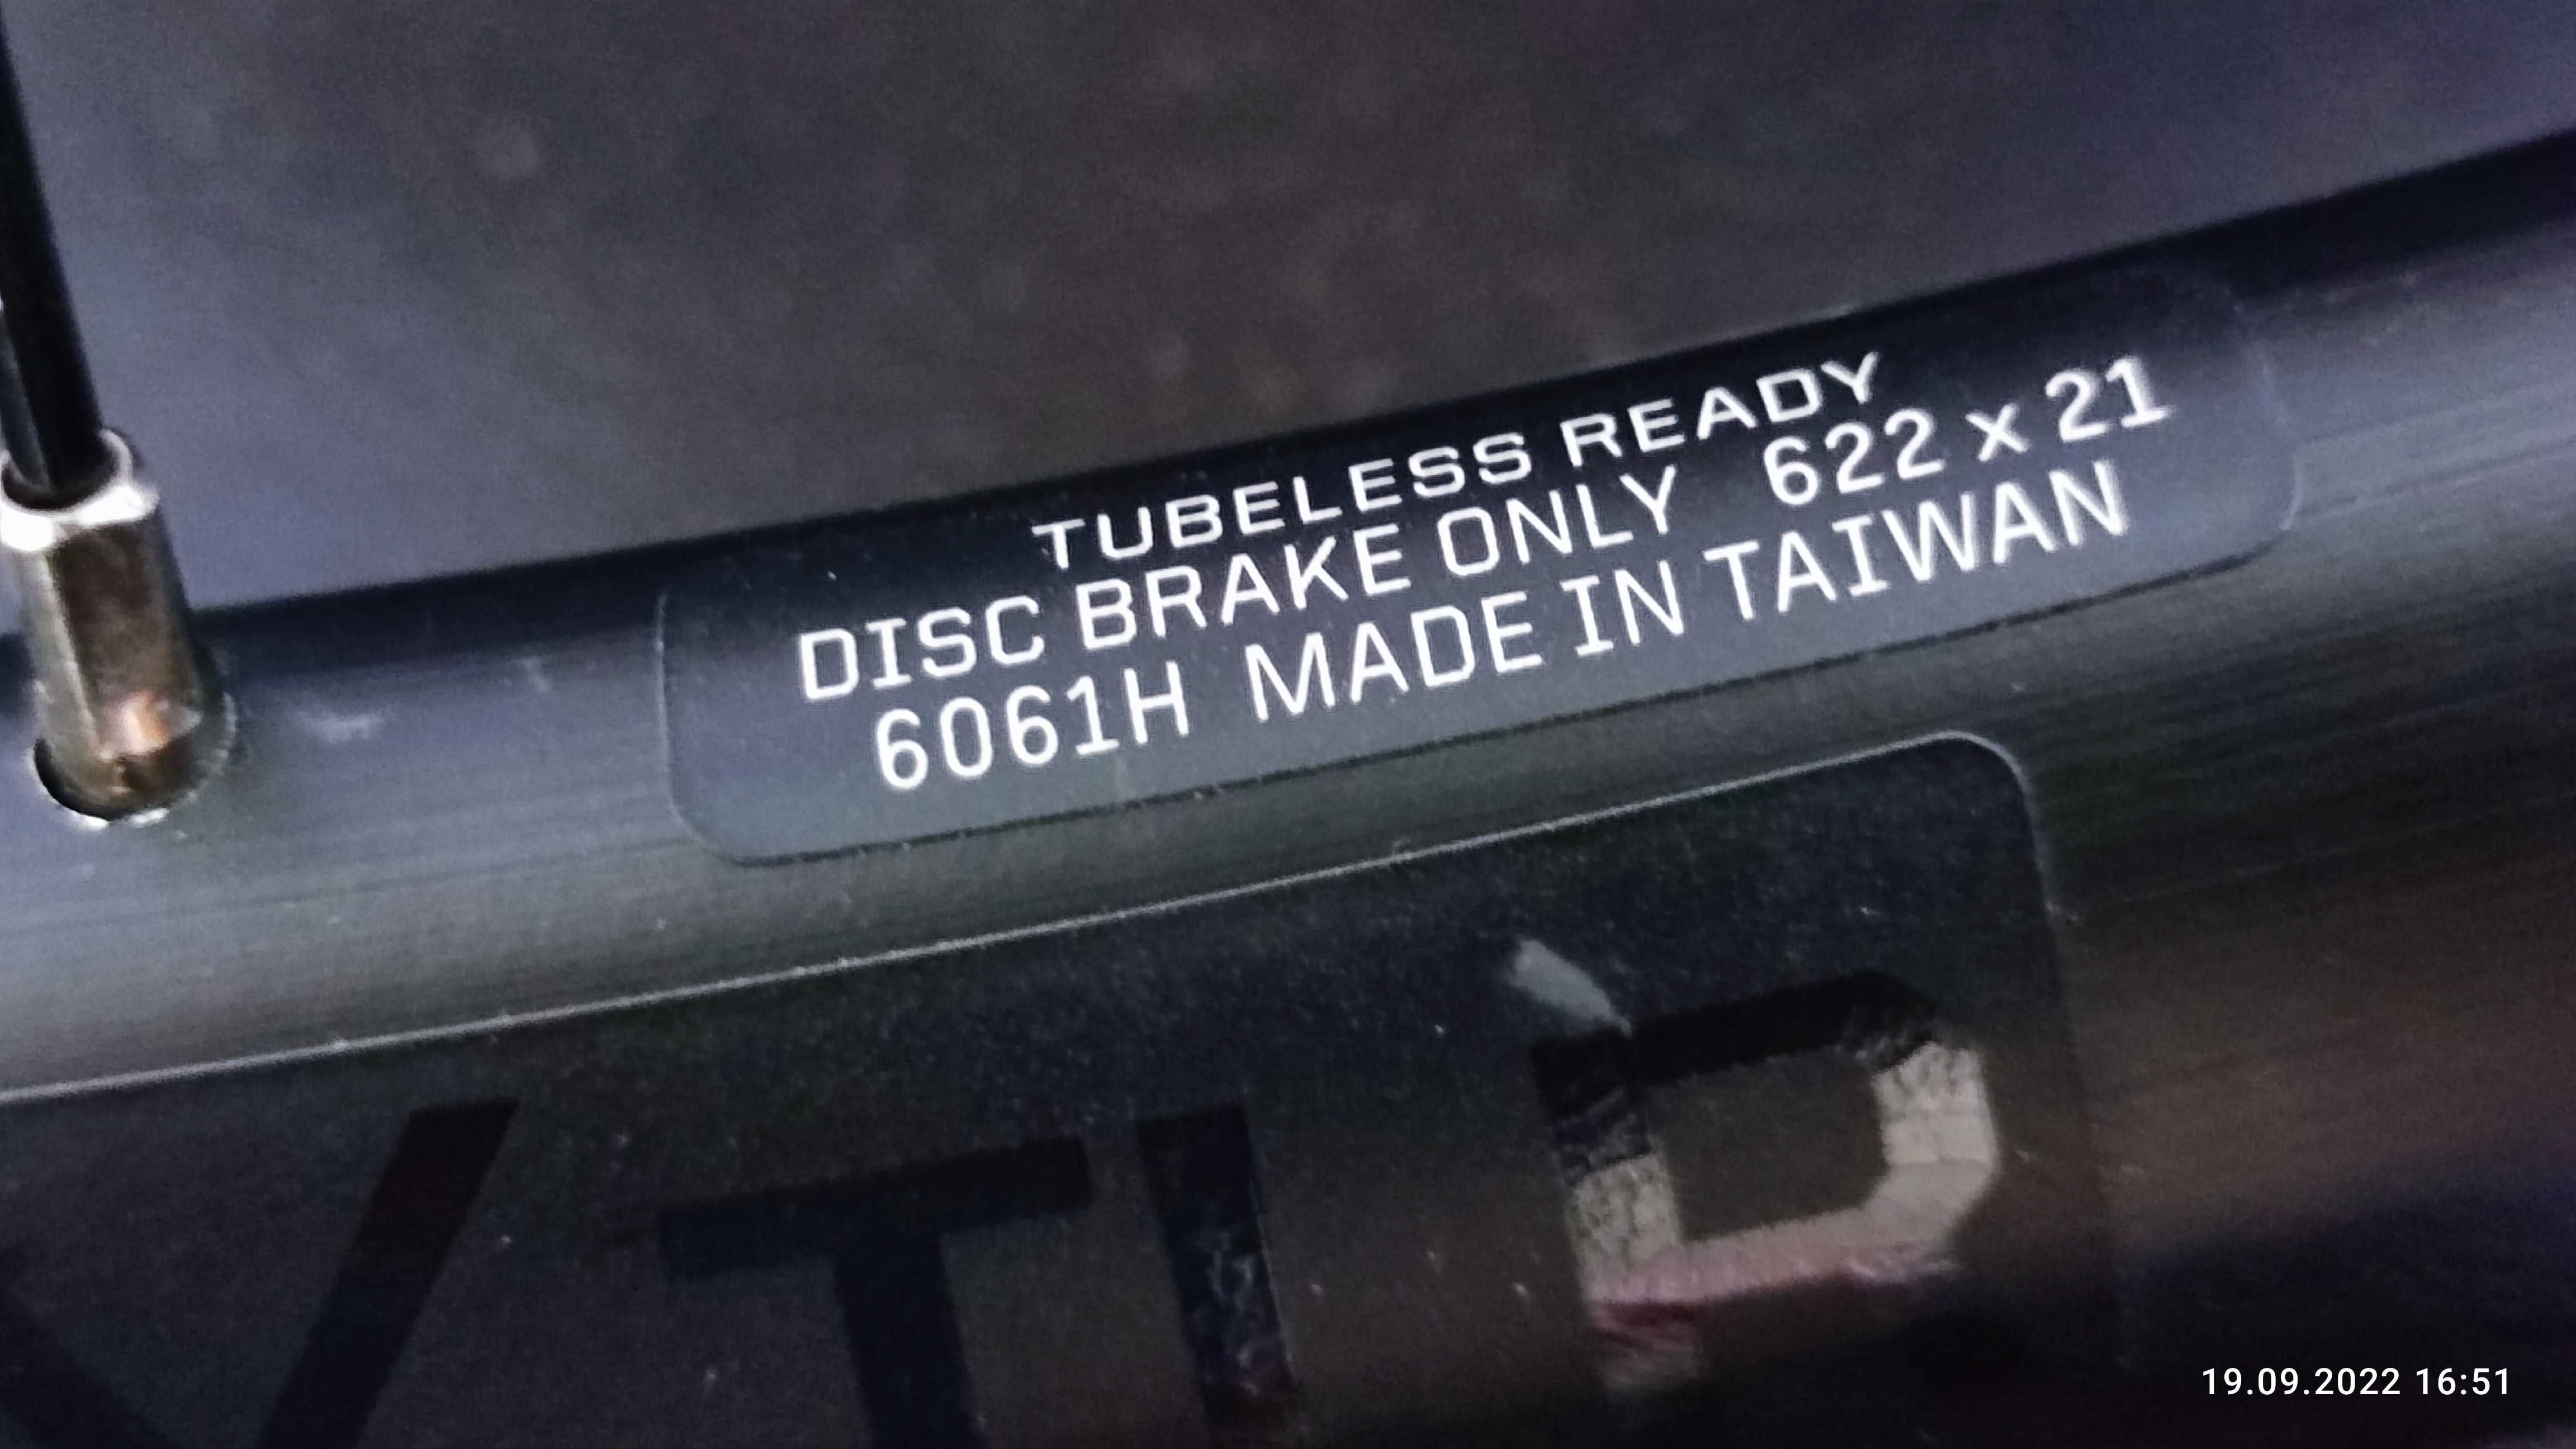 TUBELESS READY
DISC BRAKE ONLY 622 x 21
6061H MADE IN TAIWAN
19.09.2022 16:51